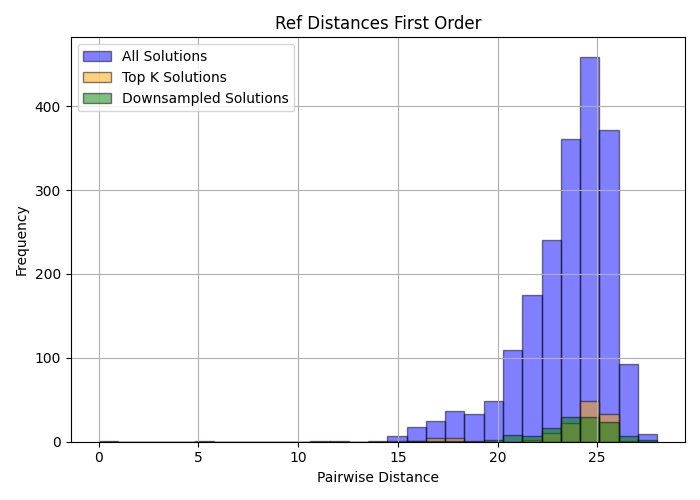 Ref Distances First Order
All Solutions
Top K Solutions
Downsampled Solutions
Frequency
400
300
200
100
0
0 5 10 15 20 25
Pairwise Distance